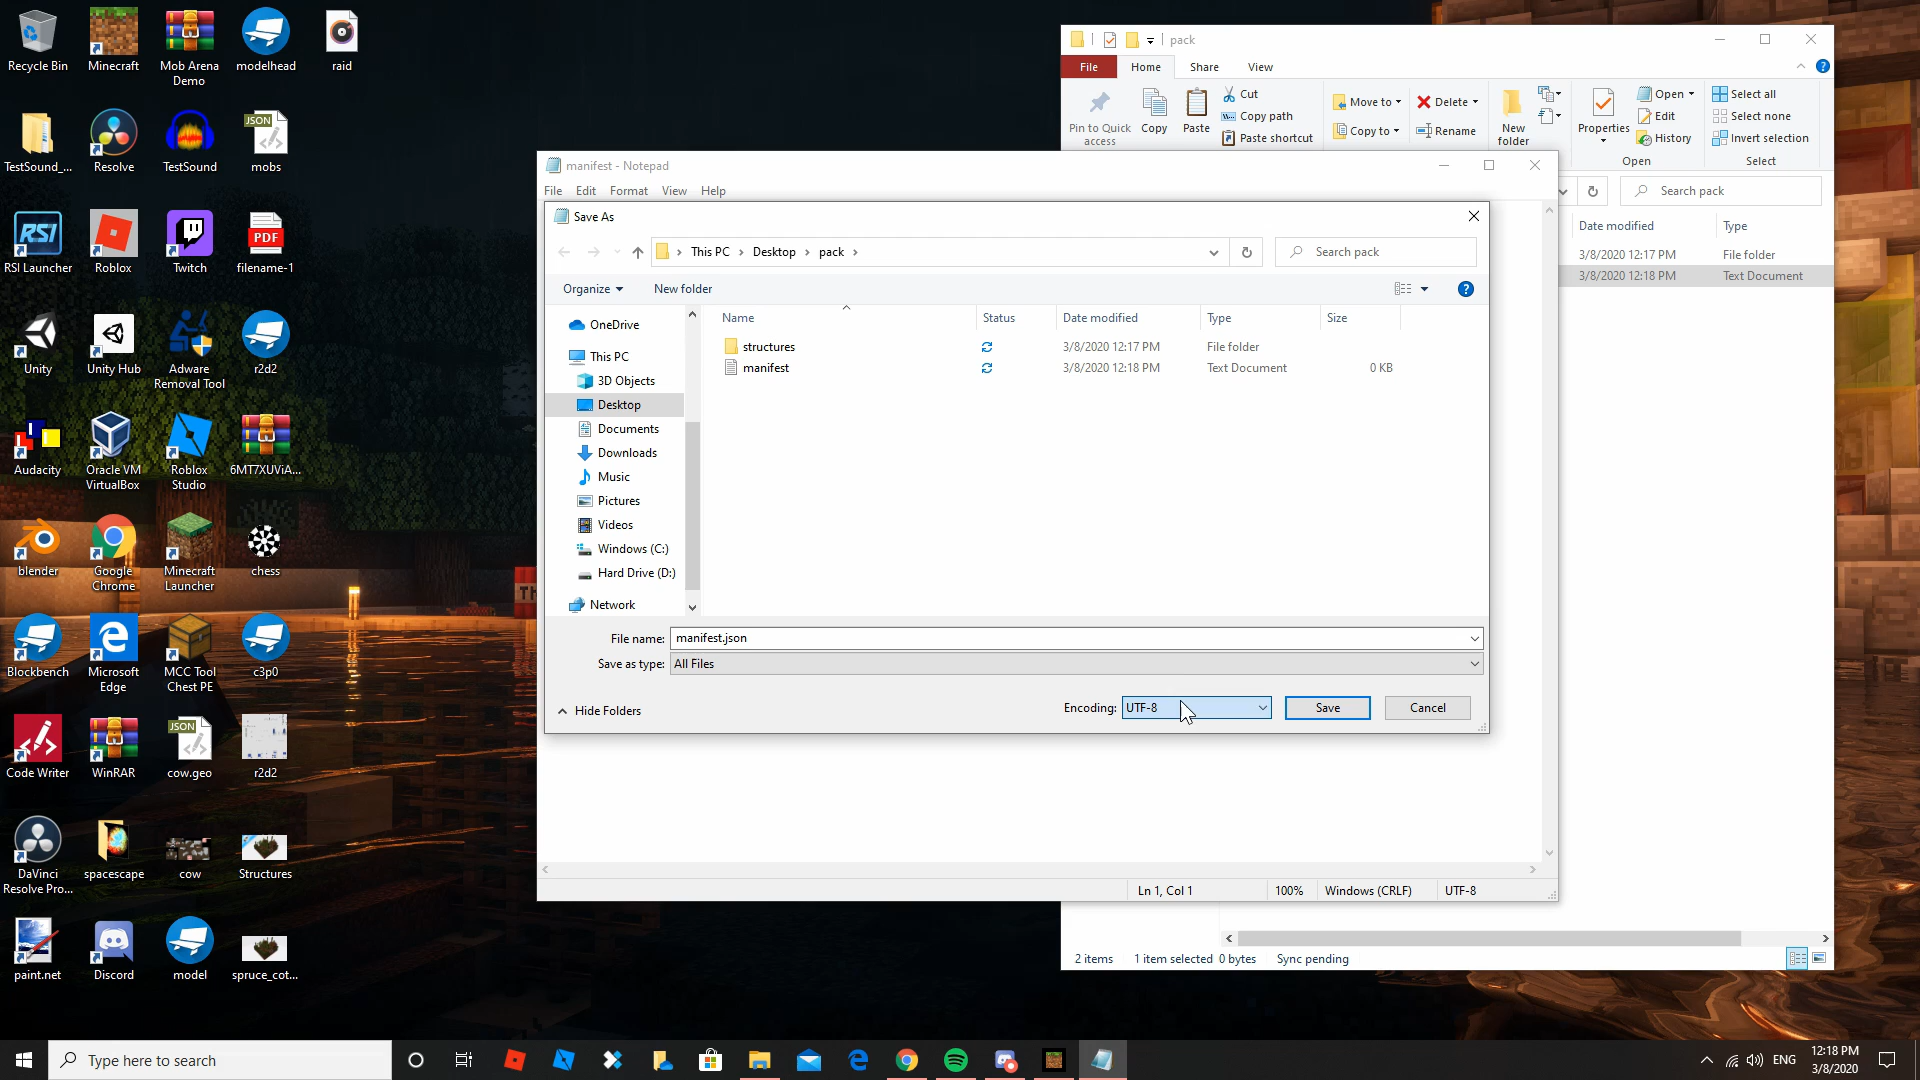 Recycle Bin
Minecraft
Mob Arena
Demo
modelhead
raid
TestSound_...
Resolve
TestSound
JSON
mobs
RSI
RSI Launcher
Roblox
Twitch
PDF
filename-1
Unity
Unity Hub
Adware
Removal Tool
r2d2
Audacity
Oracle VM
VirtualBox
Roblox
Studio
6MT7XUViA...
blender
Google
Chrome
Minecraft
Launcher
chess
Blockbench
Microsoft
Edge
MCC Tool
Chest PE
c3p0
Code Writer
WinRAR
JSON
cow.geo
r2d2
DaVinci
Resolve Pro...
spacescape
cow
Structures
paint.net
Discord
model
spruce_cot...
pack
File
Home
Share
View
Pin to Quick
access
Copy
Paste
Cut
Copy path
Paste shortcut
Move to
Copy to
Delete
Rename
New
folder
Properties
Open
Edit
History
Open
Select all
Select none
Invert selection
Select
Search pack
Date modified
Type
3/8/2020 12:17 PM
File folder
3/8/2020 12:18 PM
Text Document
2 items
1 item selected 0 bytes
Sync pending
manifest - Notepad
File Edit Format View Help
Save As
This PC
Desktop
pack
Search pack
Organize
New folder
Name
Status
Date modified
Type
Size
structures
3/8/2020 12:17 PM
File folder
manifest
3/8/2020 12:18 PM
Text Document
0 KB
OneDrive
This PC
3D Objects
Desktop
Documents
Downloads
Music
Pictures
Videos
Windows (C:)
Hard Drive (D:)
Network
File name: manifest.json
Save as type: All Files
Hide Folders
Encoding: UTF-8
Save
Cancel
Ln 1, Col 1
100%
Windows (CRLF)
UTF-8
Type here to search
ENG
12:18 PM
3/8/2020